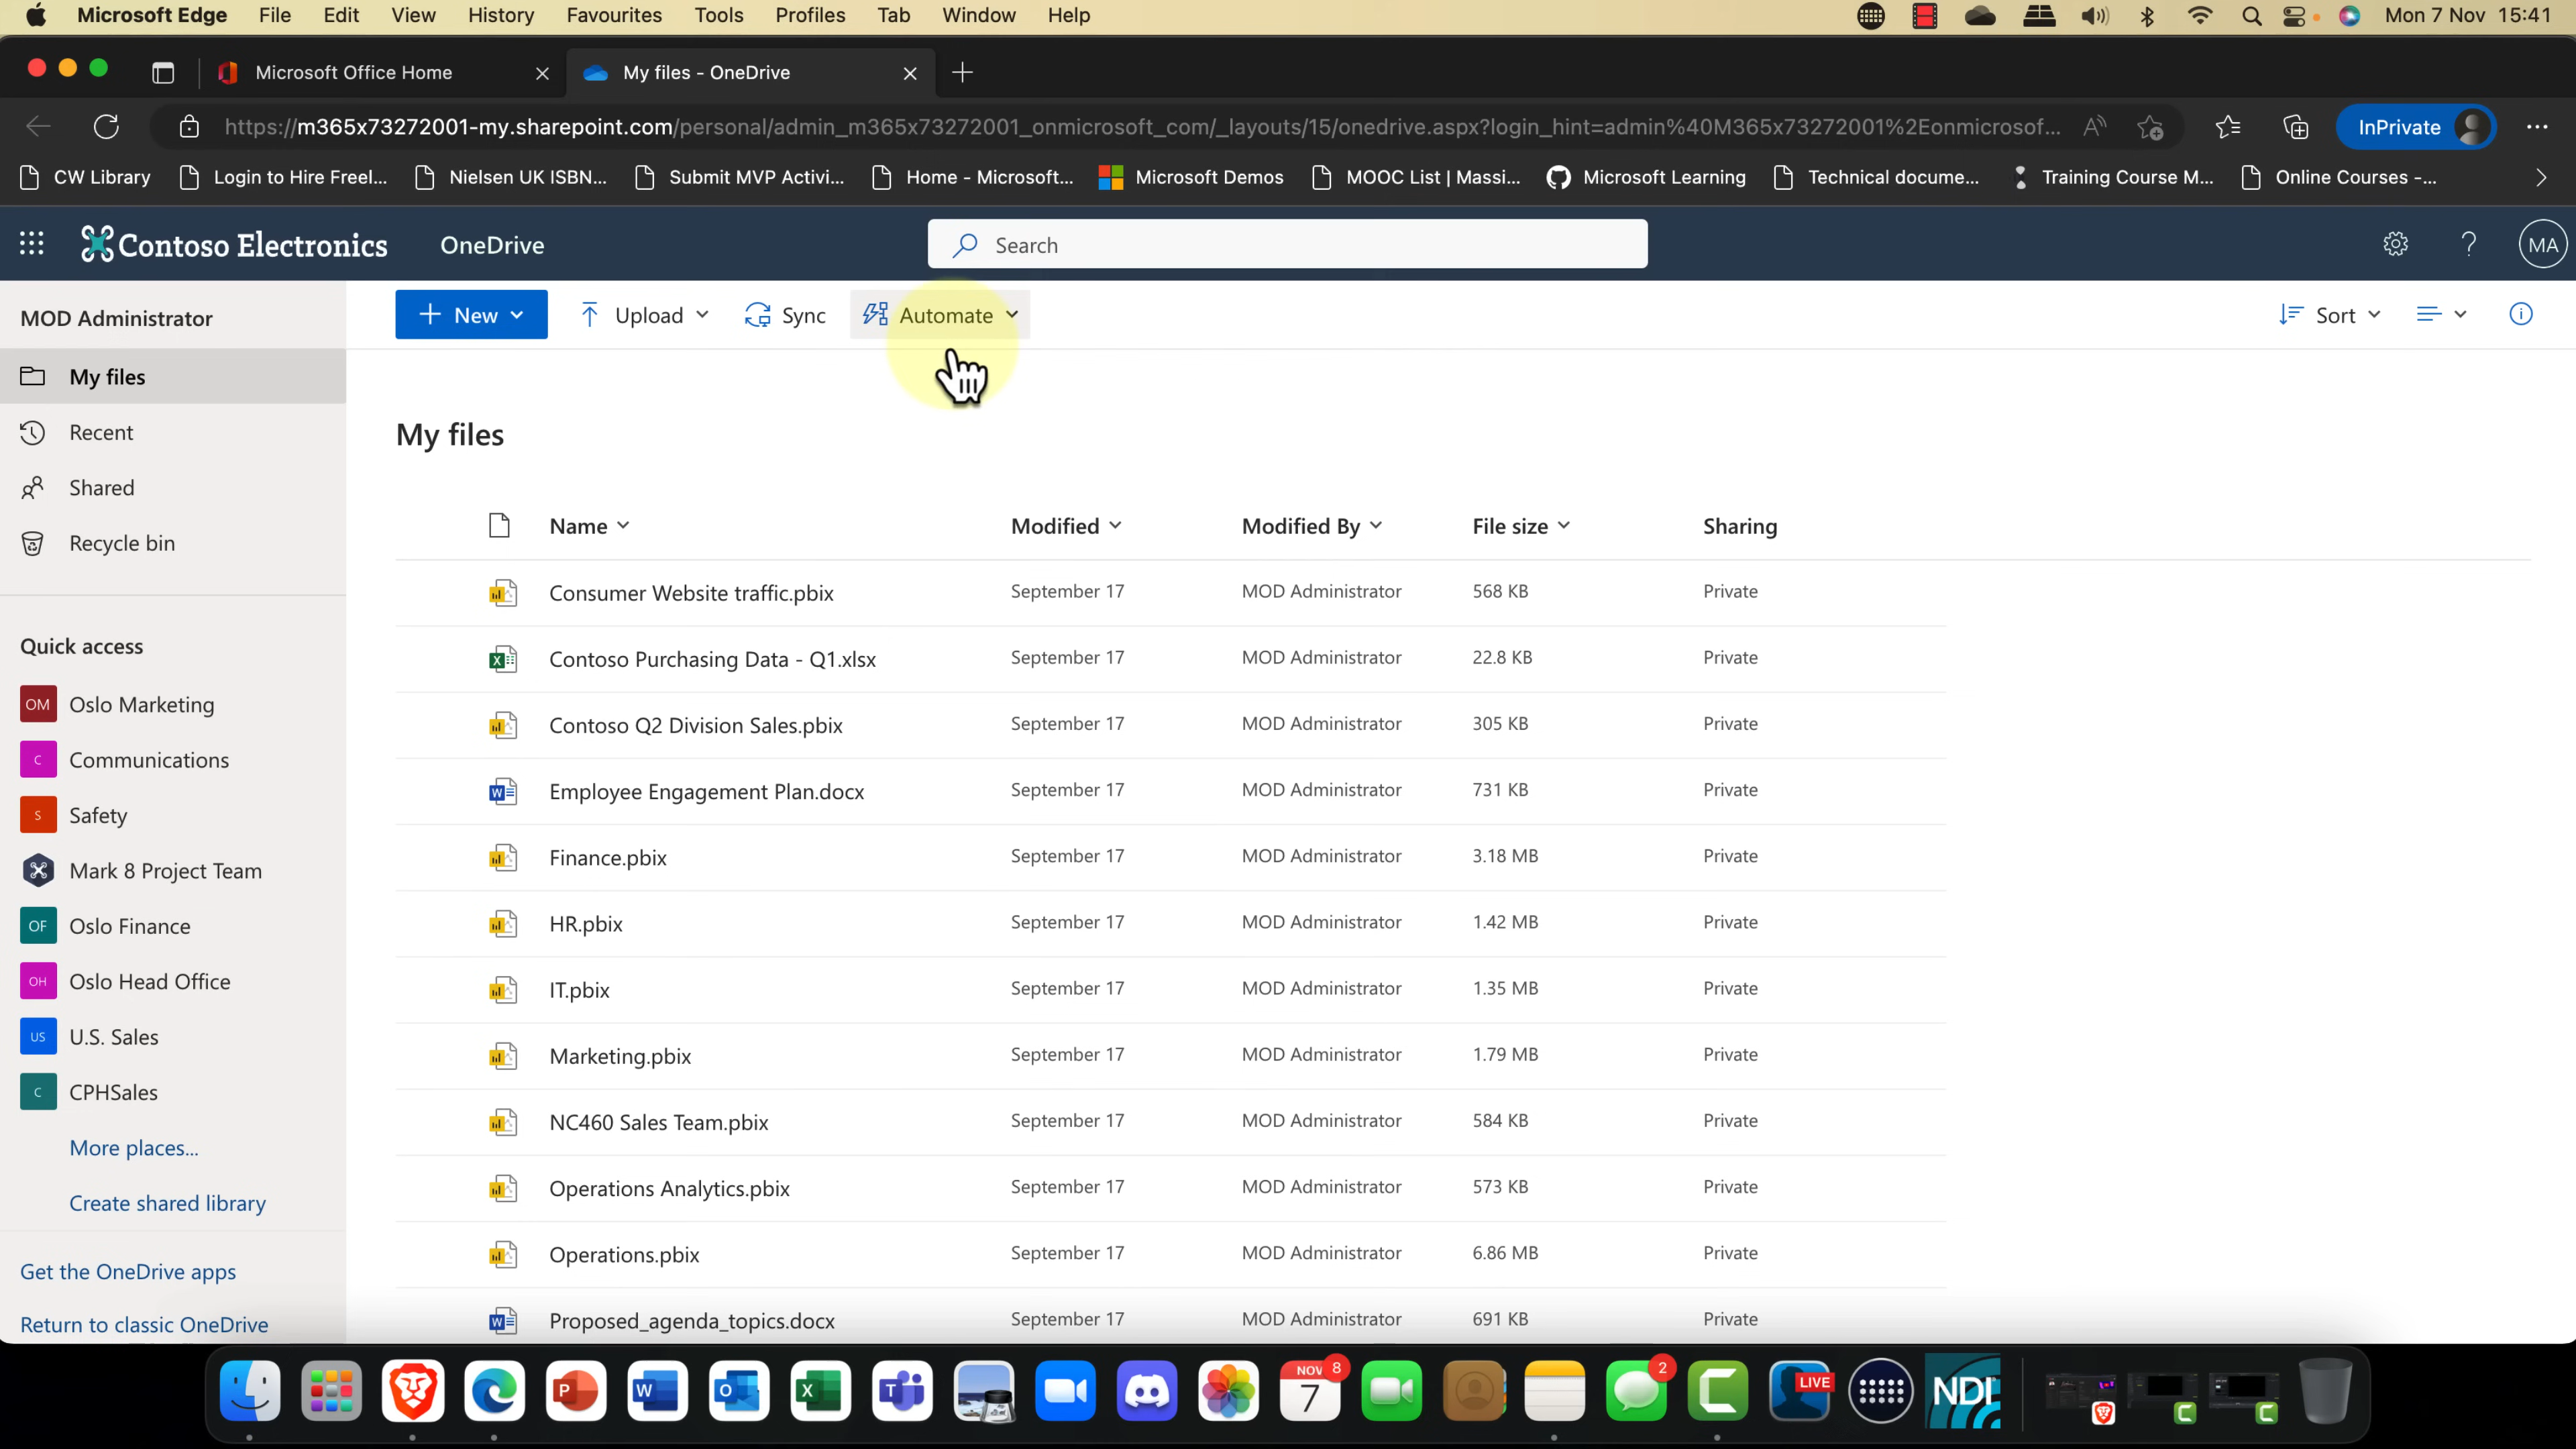 Microsoft Edge File Edit View History Favourites Tools Profiles Tab Window Help Mon 7 Nov 15:41
Microsoft Office Home My files - OneDrive
https://m365x73272001-my.sharepoint.com/personal/admin_m365x73272001_onmicrosoft_com/_layouts/15/onedrive.aspx?login_hint=admin%40M365x73272001%2Eonmicrosof... InPrivate
CW Library Login to Hire Freel... Nielsen UK ISBN... Submit MVP Activi... Home - Microsoft... Microsoft Demos MOOC List | Massi... Microsoft Learning Technical docume... Training Course M... Online Courses -...
Contoso Electronics OneDrive Search ? MA
MOD Administrator
My files
Recent
Shared
Recycle bin
Quick access
OM Oslo Marketing
C Communications
S Safety
Mark 8 Project Team
OF Oslo Finance
OH Oslo Head Office
US U.S. Sales
C CPHSales
More places...
Create shared library
Get the OneDrive apps
Return to classic OneDrive
+ New Upload Sync Automate Sort
My files
Name Modified Modified By File size Sharing
Consumer Website traffic.pbix September 17 MOD Administrator 568 KB Private
Contoso Purchasing Data - Q1.xlsx September 17 MOD Administrator 22.8 KB Private
Contoso Q2 Division Sales.pbix September 17 MOD Administrator 305 KB Private
Employee Engagement Plan.docx September 17 MOD Administrator 731 KB Private
Finance.pbix September 17 MOD Administrator 3.18 MB Private
HR.pbix September 17 MOD Administrator 1.42 MB Private
IT.pbix September 17 MOD Administrator 1.35 MB Private
Marketing.pbix September 17 MOD Administrator 1.79 MB Private
NC460 Sales Team.pbix September 17 MOD Administrator 584 KB Private
Operations Analytics.pbix September 17 MOD Administrator 573 KB Private
Operations.pbix September 17 MOD Administrator 6.86 MB Private
Proposed_agenda_topics.docx September 17 MOD Administrator 691 KB Private
P W O X T NOV 7 8 2 C LIVE NDI